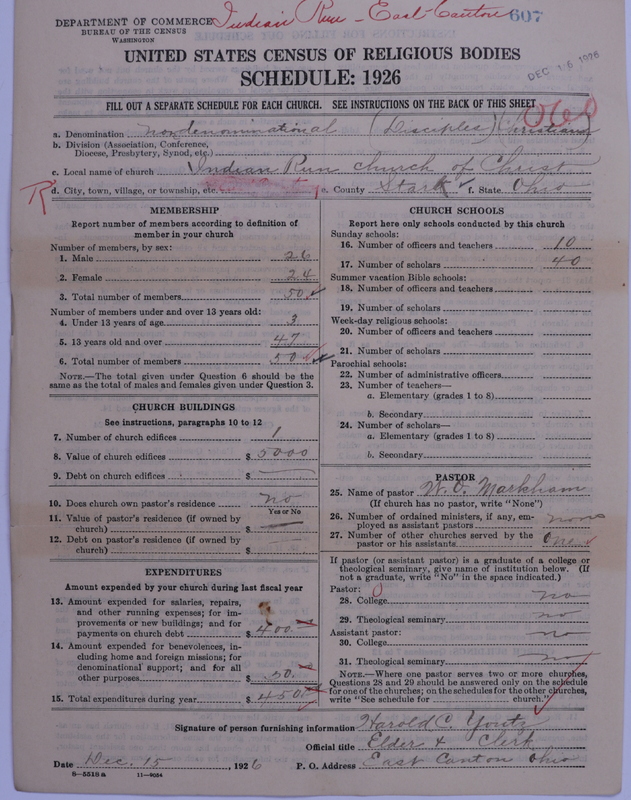 Indian Run - East Canton 607
DEPARTMENT OF COMMERCE
BUREAU OF THE CENSUS
WASHINGTON
UNITED STATES CENSUS OF RELIGIOUS BODIES
SCHEDULE: 1926
DEC 16 1926
FILL OUT A SEPARATE SCHEDULE FOR EACH CHURCH. SEE INSTRUCTIONS ON THE BACK OF THIS SHEET
a. Denomination Nondenominational (Disciples) (Christian)
b. Division (Association, Conference,
Diocese, Presbytery, Synod, etc.)
c. Local name of church Indian Run church of Christ
R d. City, town, village, or township, etc. e. County Stark f. State Ohio
MEMBERSHIP
Report number of members according to definition of
member in your church
Number of members, by sex:
1. Male 26
2. Female 24
3. Total number of members 50
Number of members under and over 13 years old:
4. Under 13 years of age 3
5. 13 years old and over 47
6. Total number of members 50
NOTE.—The total given under Question 6 should be
same as the total of males and females given under Question 3.
CHURCH BUILDINGS
See instructions, paragraphs 10 to 12
7. Number of church edifices 1
8. Value of church edifices $ 5000
9. Debt on church edifices $
10. Does church own pastor's residence no
Yes or No
11. Value of pastor's residence (if owned by
church) $
12. Debt on pastor's residence (if owned by
church) $
EXPENDITURES
Amount expended by your church during last fiscal year
13. Amount expended for salaries, repairs,
and other running expenses; for im-
provements or new buildings; and for
payments on church debt $ 400
14. Amount expended for benevolences, in-
cluding home and foreign missions; for
denominational support; and for all
other purposes $ 50
15. Total expenditures during year $ 450
CHURCH SCHOOLS
Report here only schools conducted by this church
Sunday schools:
16. Number of officers and teachers 10
17. Number of scholars 40
Summer vacation Bible schools:
18. Number of officers and teachers
19. Number of scholars
Week-day religious schools:
20. Number of officers and teachers
21. Number of scholars
Parochial schools:
22. Number of administrative officers
23. Number of teachers—
a. Elementary (grades 1 to 8)
b. Secondary
24. Number of scholars—
a. Elementary (grades 1 to 8)
b. Secondary
PASTOR
25. Name of pastor W. O. Markham
(If church has no pastor, write "None")
26. Number of ordained ministers, if any, em-
ployed as assistant pastors none
27. Number of other churches served by the
pastor or his assistants One
If pastor (or assistant pastor) is a graduate of a college or
theological seminary, give name of institution below. (If
not a graduate, write "No" in the space indicated.)
Pastor:
28. College no
29. Theological seminary no
Assistant pastor:
30. College no
31. Theological seminary no
NOTE.—Where one pastor serves two or more churches,
Questions 28 and 29 should be answered only on the schedule
for one of the churches; on the schedules for the other churches,
write "See schedule for church."
Signature of person furnishing information Harold C. Youtz
Official title Elder & Clerk
Date Dec. 15, 1926 P. O. Address East Canton Ohio
8—5518 a 11—9054